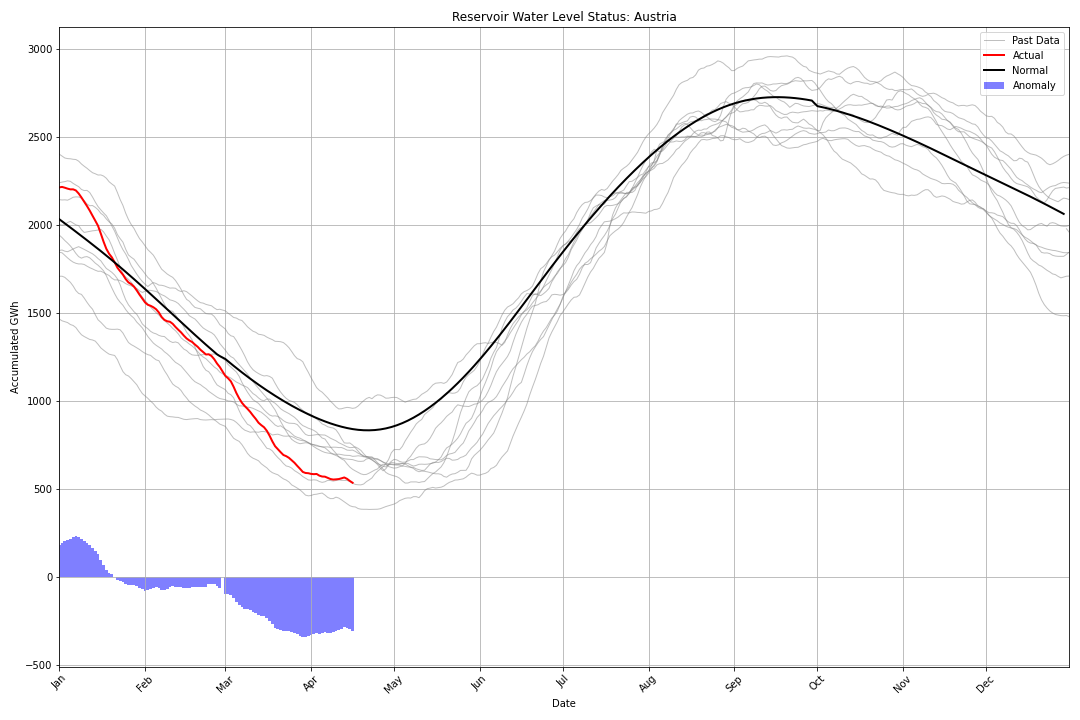 Reservoir Water Level Status: Austria
Past Data
Actual
Normal
Anomaly
Accumulated GWh
3000
2500
2000
1500
1000
500
0
−500
Jan
Feb
Mar
Apr
May
Jun
Jul
Aug
Sep
Oct
Nov
Dec
Date